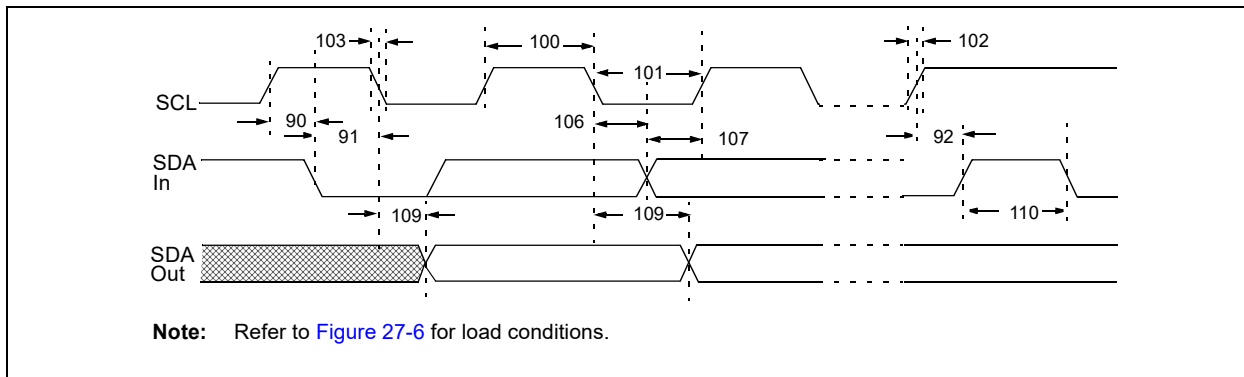 103
100
102
101
SCL
90
91
106
107
92
SDA
In
109
109
110
SDA
Out
Note: Refer to Figure 27-6 for load conditions.